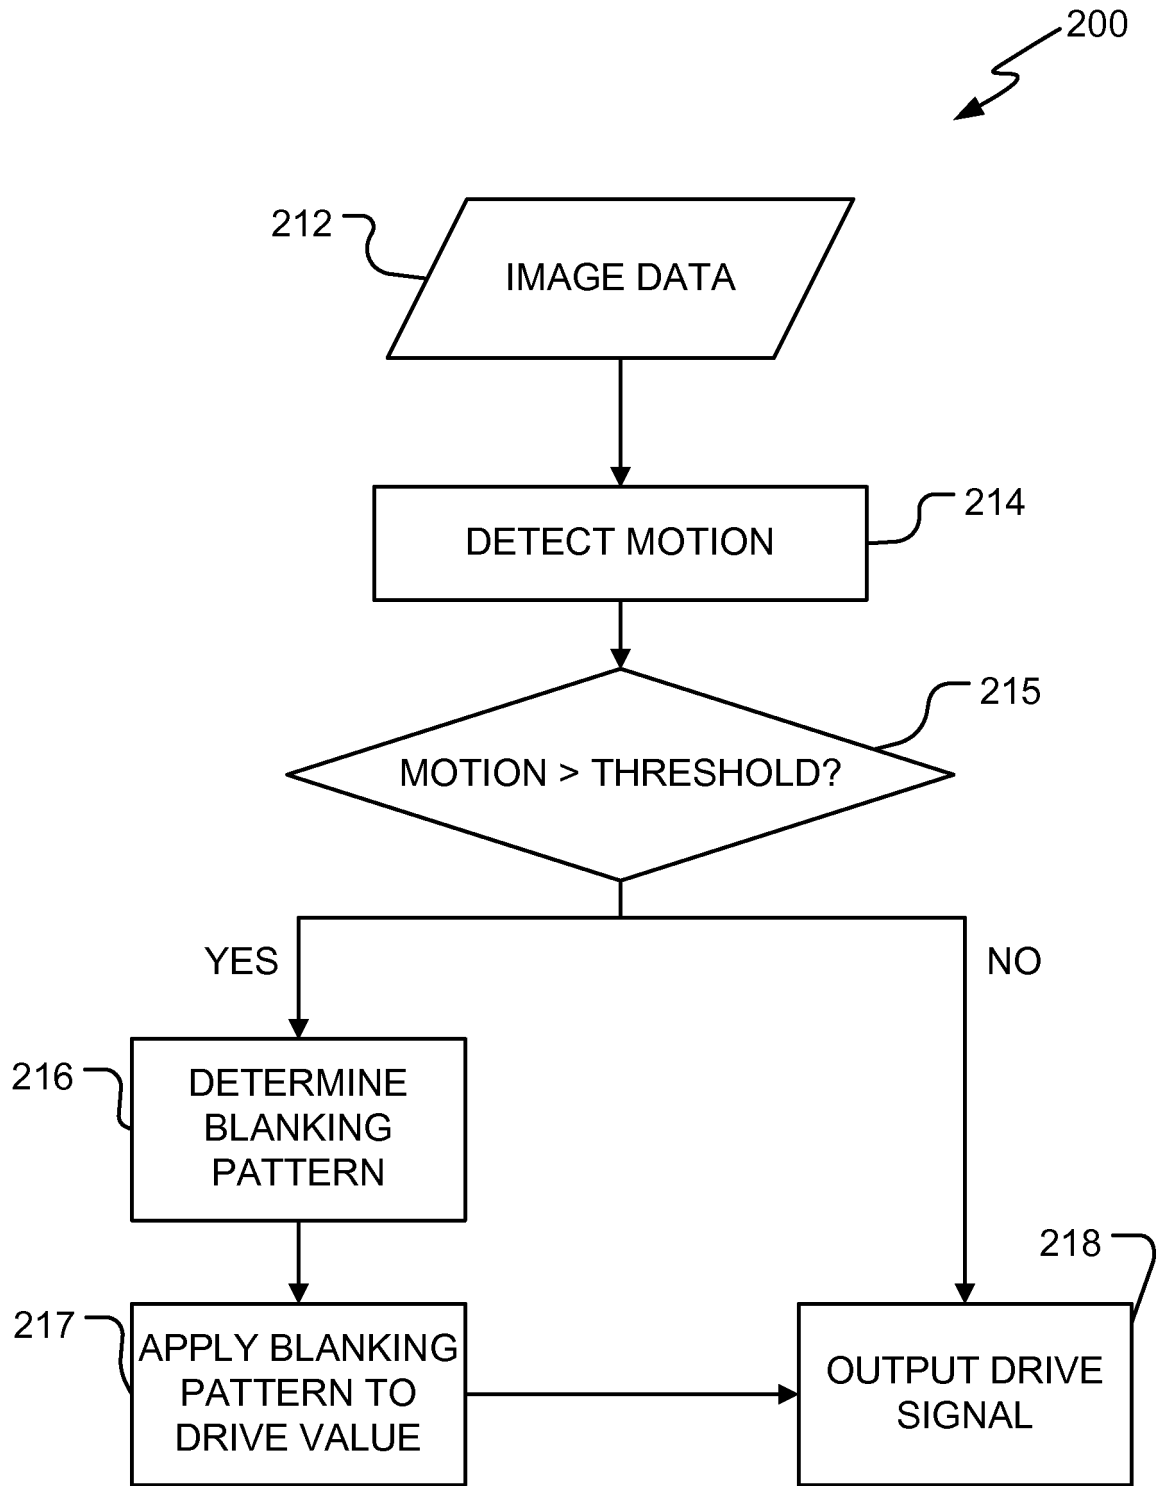 200
212
IMAGE DATA
DETECT MOTION
214
215
MOTION > THRESHOLD?
YES
NO
216
DETERMINE
BLANKING
PATTERN
217
APPLY BLANKING
PATTERN TO
DRIVE VALUE
218
OUTPUT DRIVE
SIGNAL